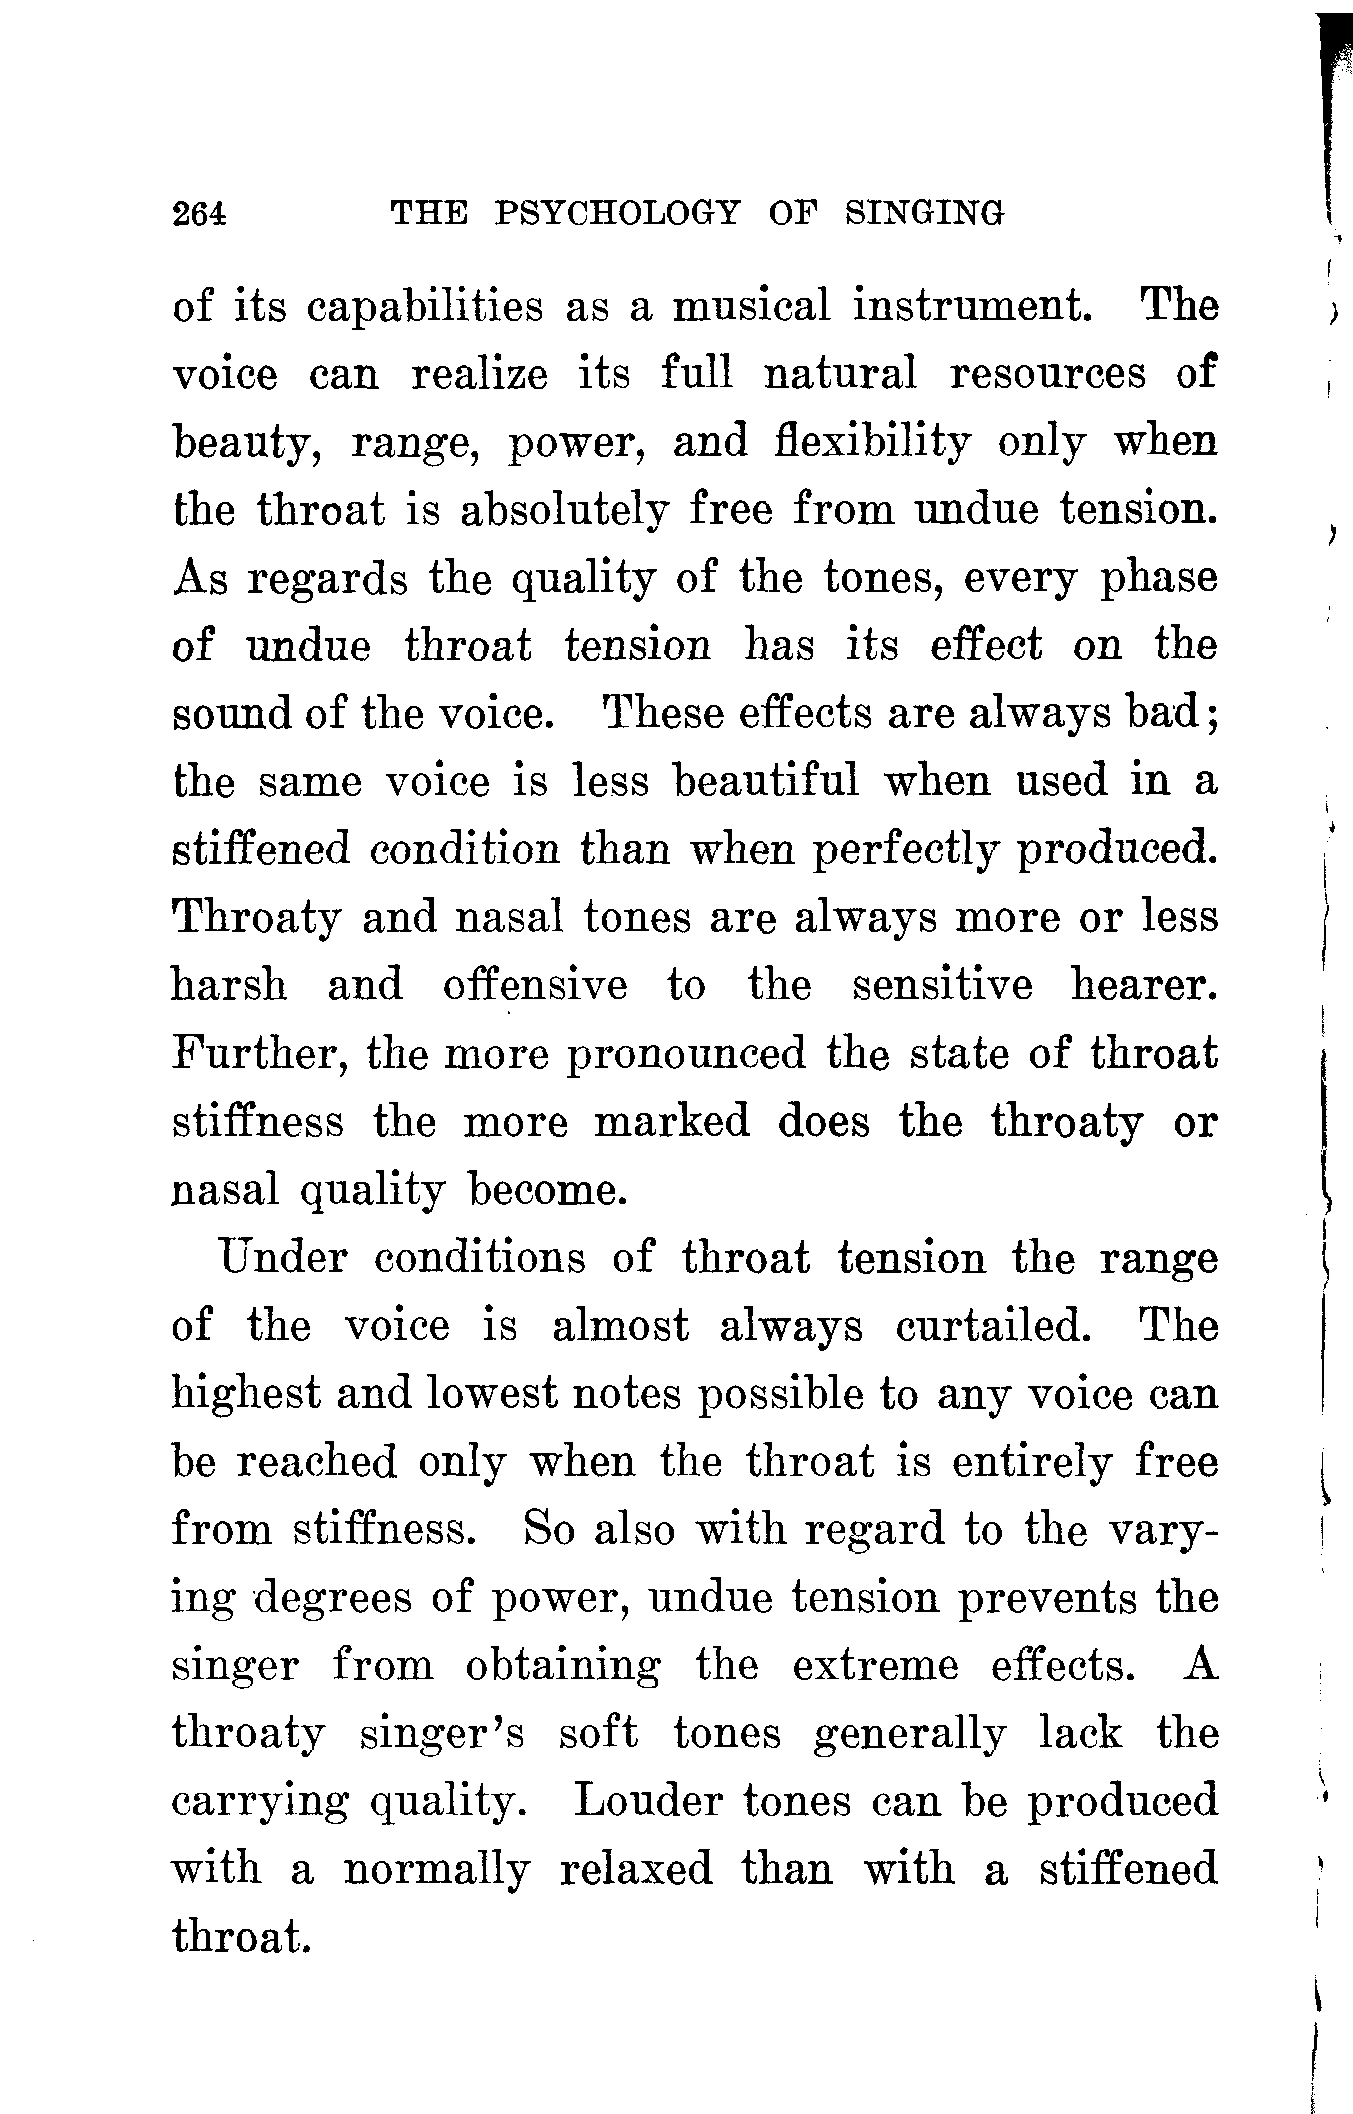 264 THE PSYCHOLOGY OF SINGING
of its capabilities as a musical instrument. The
voice can realize its full natural resources of
beauty, range, power, and flexibility only when
the throat is absolutely free from undue tension.
As regards the quality of the tones, every phase
of undue throat tension has its effect on the
sound of the voice. These effects are always bad;
the same voice is less beautiful when used in a
stiffened condition than when perfectly produced.
Throaty and nasal tones are always more or less
harsh and offensive to the sensitive hearer.
Further, the more pronounced the state of throat
stiffness the more marked does the throaty or
nasal quality become.
Under conditions of throat tension the range
of the voice is almost always curtailed. The
highest and lowest notes possible to any voice can
be reached only when the throat is entirely free
from stiffness. So also with regard to the vary-
ing degrees of power, undue tension prevents the
singer from obtaining the extreme effects. A
throaty singer's soft tones generally lack the
carrying quality. Louder tones can be produced
with a normally relaxed than with a stiffened
throat.